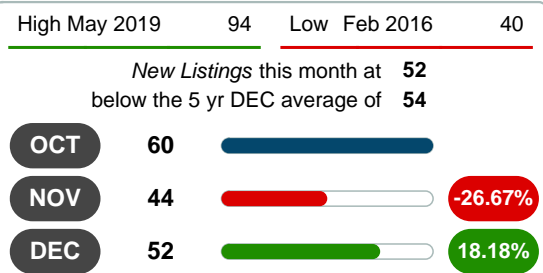 High May 2019 94 Low Feb 2016 40
New Listings this month at 52
below the 5 yr DEC average of 54
OCT 60
NOV 44 -26.67%
DEC 52 18.18%